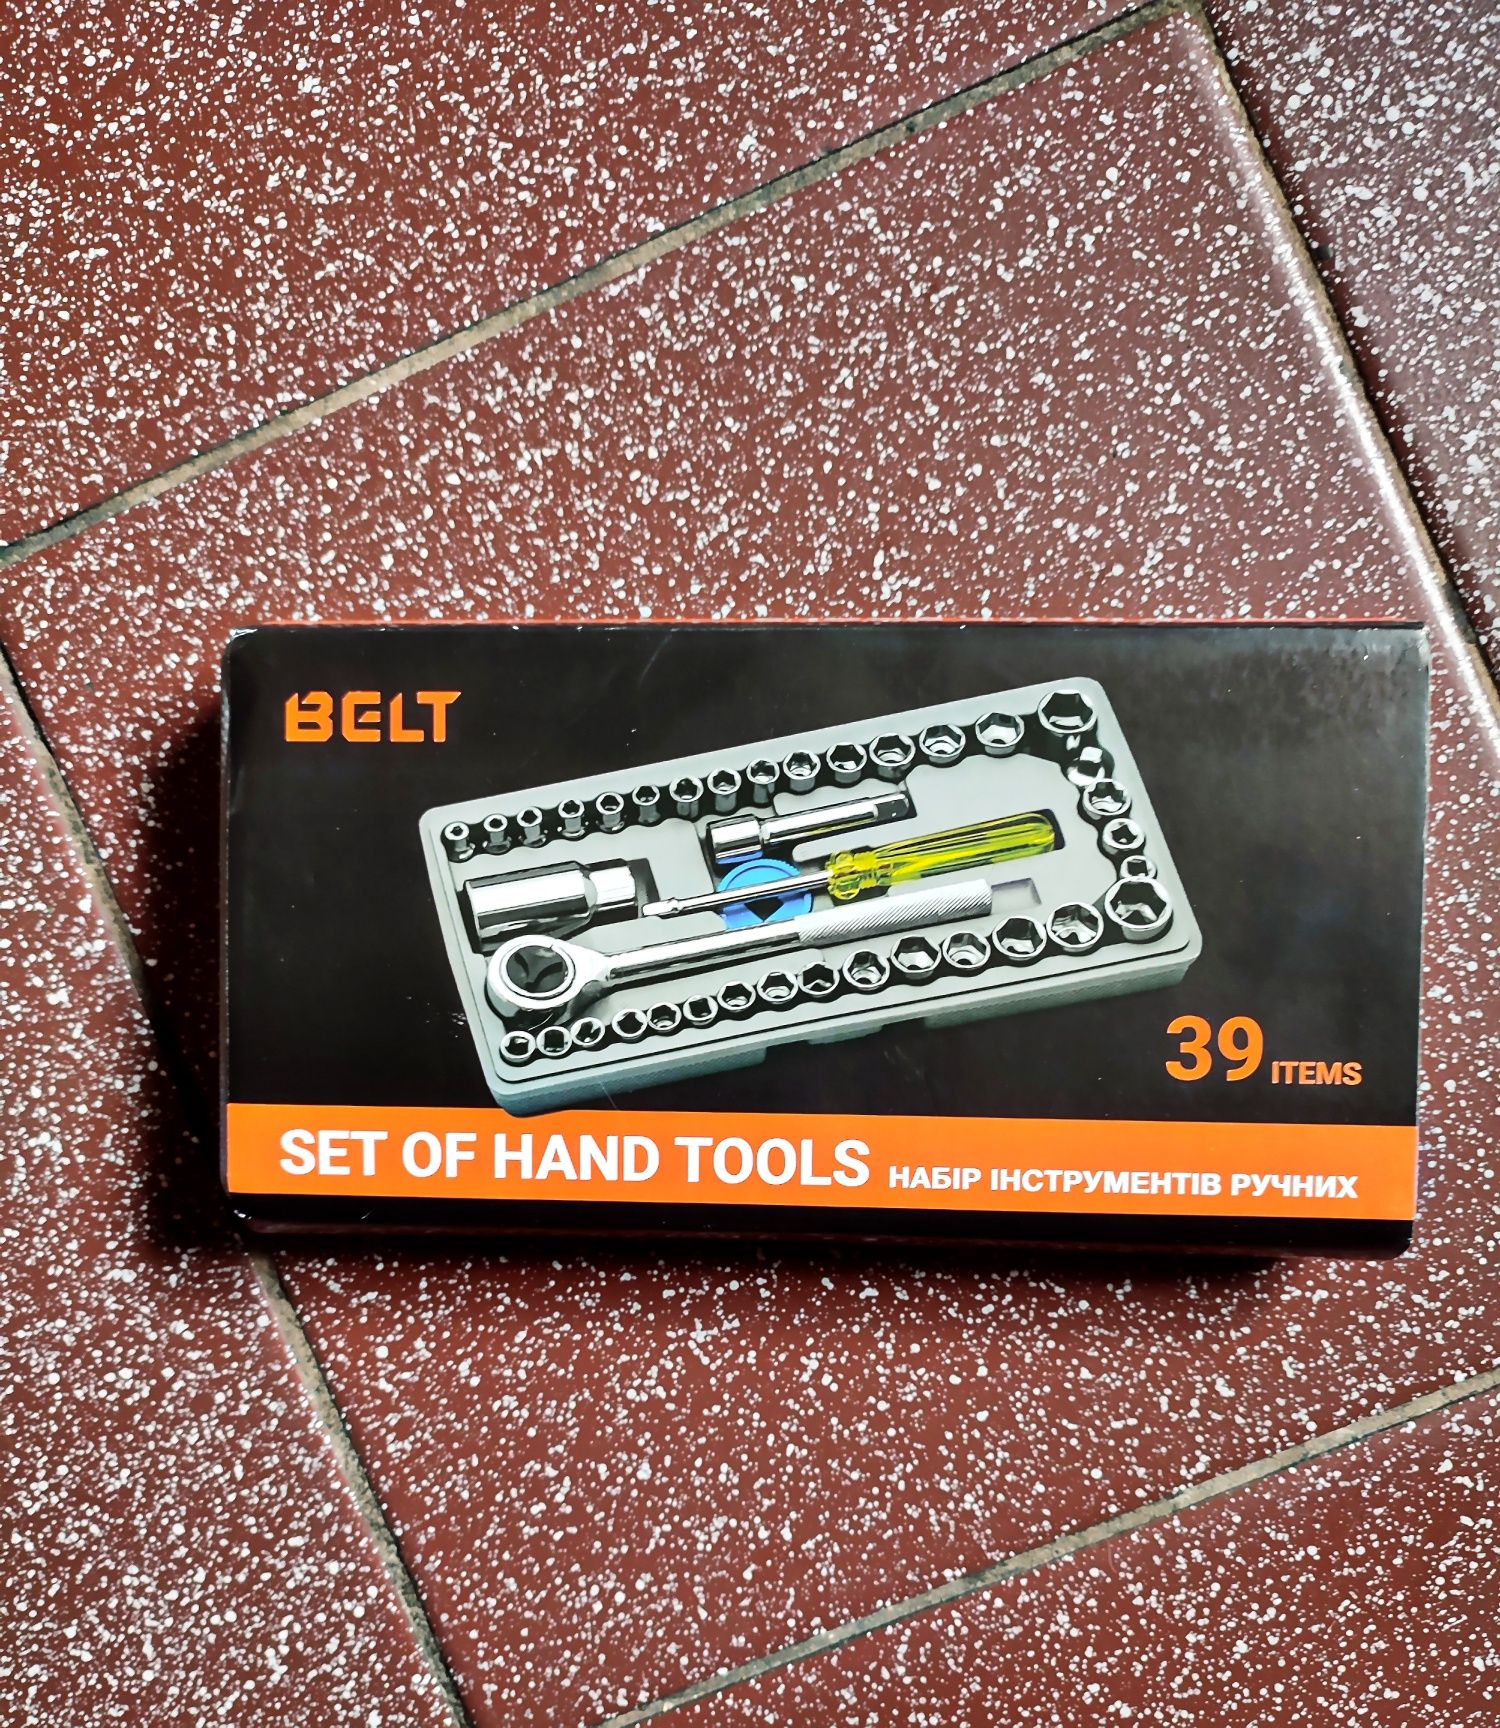 BELT
39 ITEMS
SET OF HAND TOOLS НАБІР ІНСТРУМЕНТІВ РУЧНИХ